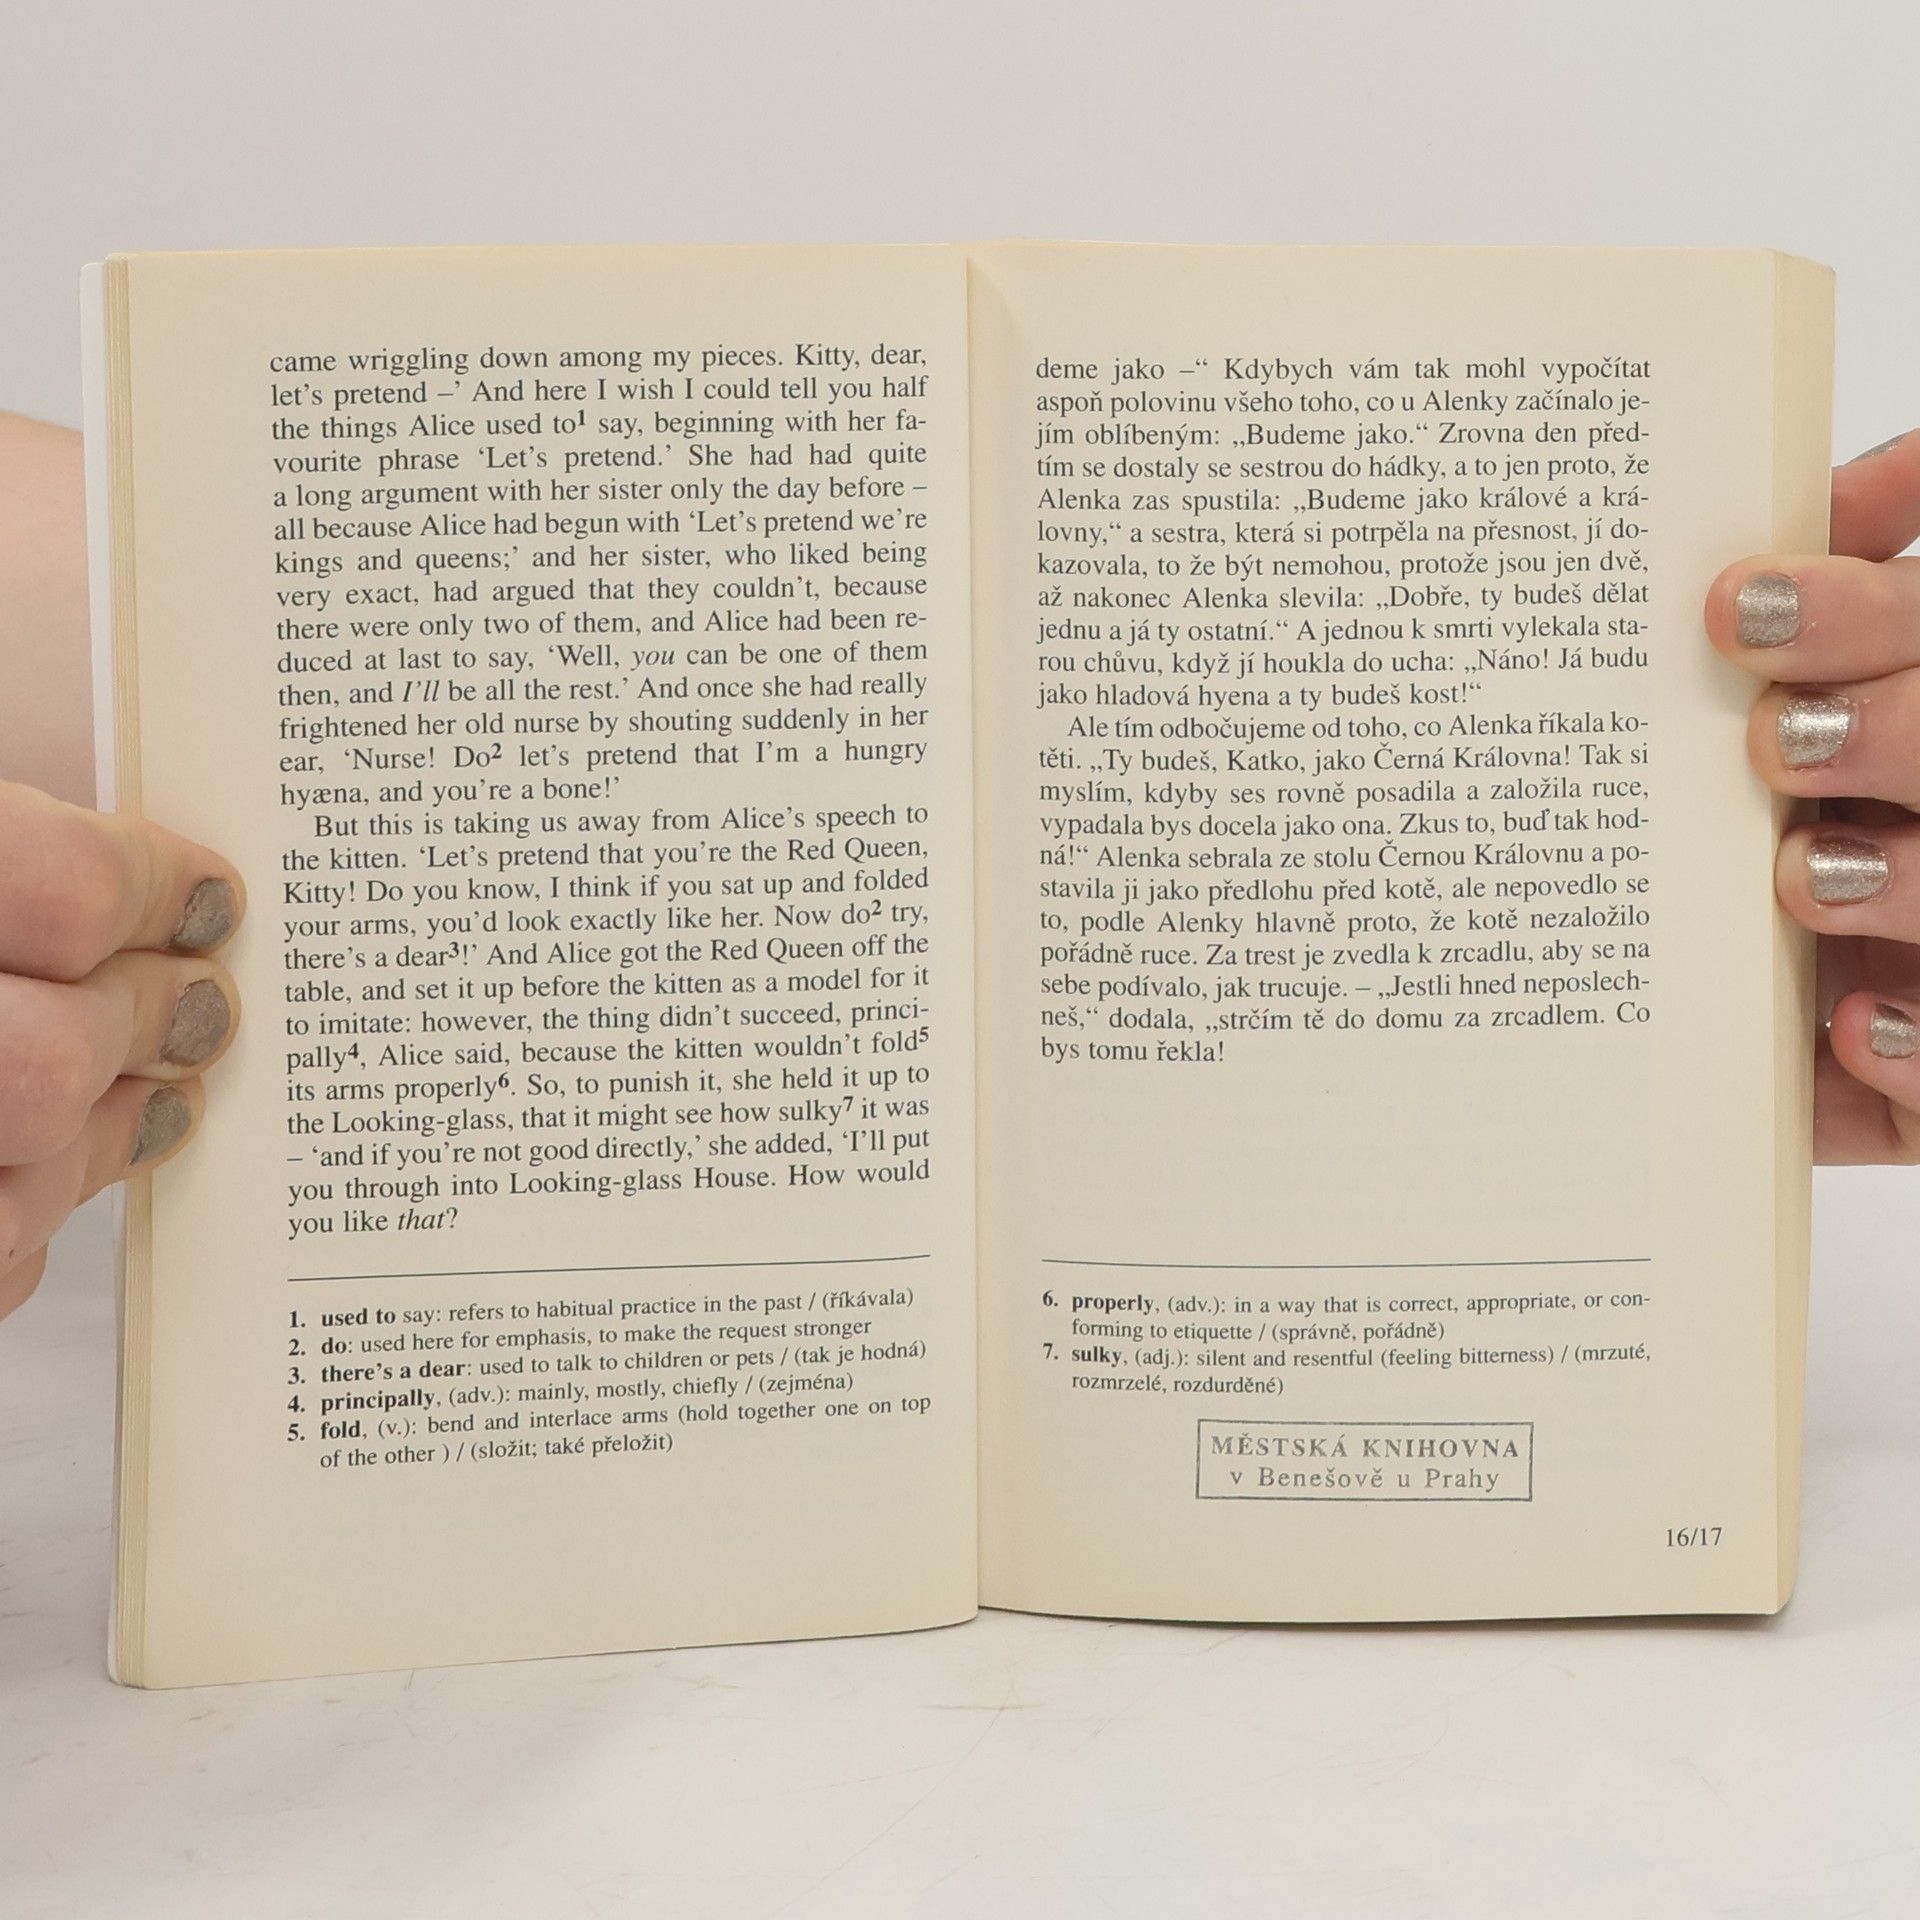 came wriggling down among my pieces. Kitty, dear,
let's pretend –' And here I wish I could tell you half
the things Alice used to1 say, beginning with her fa-
vourite phrase 'Let's pretend.' She had had quite
a long argument with her sister only the day before –
all because Alice had begun with 'Let's pretend we're
kings and queens;' and her sister, who liked being
very exact, had argued that they couldn't, because
there were only two of them, and Alice had been re-
duced at last to say, 'Well, you can be one of them
then, and I'll be all the rest.' And once she had really
frightened her old nurse by shouting suddenly in her
ear, 'Nurse! Do2 let's pretend that I'm a hungry
hyæna, and you're a bone!'
But this is taking us away from Alice's speech to
the kitten. 'Let's pretend that you're the Red Queen,
Kitty! Do you know, I think if you sat up and folded
your arms, you'd look exactly like her. Now do2 try,
there's a dear3!' And Alice got the Red Queen off the
table, and set it up before the kitten as a model for it
to imitate: however, the thing didn't succeed, princi-
pally4, Alice said, because the kitten wouldn't fold5
its arms properly6. So, to punish it, she held it up to
the Looking-glass, that it might see how sulky7 it was
– 'and if you're not good directly,' she added, 'I'll put
you through into Looking-glass House. How would
you like that?
1. used to say: refers to habitual practice in the past / (říkávala)
2. do: used here for emphasis, to make the request stronger
3. there's a dear: used to talk to children or pets / (tak je hodná)
4. principally, (adv.): mainly, mostly, chiefly / (zejména)
5. fold, (v.): bend and interlace arms (hold together one on top
of the other ) / (složit; také přeložit)
deme jako –“ Kdybych vám tak mohl vypočítat
aspoň polovinu všeho toho, co u Alenky začínalo je-
jím oblíbeným: „Budeme jako.“ Zrovna den před-
tím se dostaly se sestrou do hádky, a to jen proto, že
Alenka zas spustila: „Budeme jako králové a krá-
lovny,“ a sestra, která si potrpěla na přesnost, jí do-
kazovala, to že být nemohou, protože jsou jen dvě,
až nakonec Alenka slevila: „Dobře, ty budeš dělat
jednu a já ty ostatní.“ A jednou k smrti vylekala sta-
rou chůvu, když jí houkla do ucha: „Náno! Já budu
jako hladová hyena a ty budeš kost!“
Ale tím odbočujeme od toho, co Alenka říkala ko-
těti. „Ty budeš, Katko, jako Černá Královna! Tak si
myslím, kdyby ses rovně posadila a založila ruce,
vypadala bys docela jako ona. Zkus to, buď tak hod-
ná!“ Alenka sebrala ze stolu Černou Královnu a po-
stavila ji jako předlohu před kotě, ale nepovedlo se
to, podle Alenky hlavně proto, že kotě nezaložilo
pořádně ruce. Za trest je zvedla k zrcadlu, aby se na
sebe podívalo, jak trucuje. – „Jestli hned neposlech-
neš,“ dodala, „strčím tě do domu za zrcadlem. Co
bys tomu řekla!
6. properly, (adv.): in a way that is correct, appropriate, or con-
forming to etiquette / (správně, pořádně)
7. sulky, (adj.): silent and resentful (feeling bitterness) / (mrzuté,
rozmrzelé, rozdurděné)
MĚSTSKÁ KNIHOVNA
v Benešově u Prahy
16/17